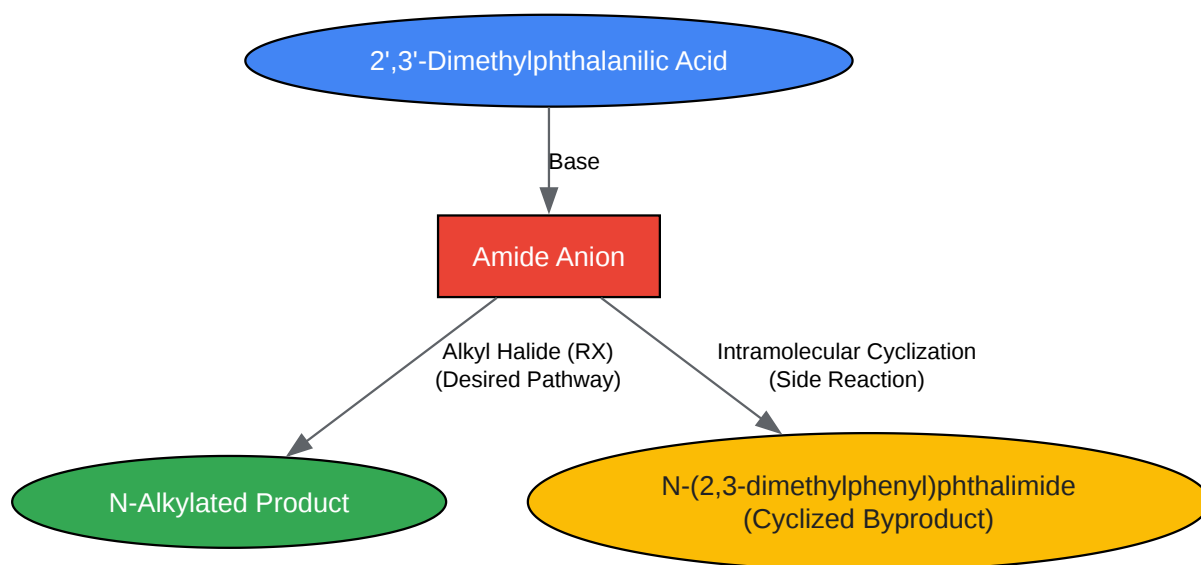 2',3'-Dimethylphthalanilic Acid
Base
Amide Anion
Alkyl Halide (RX)
(Desired Pathway)
Intramolecular Cyclization
(Side Reaction)
N-Alkylated Product
N-(2,3-dimethylphenyl)phthalimide
(Cyclized Byproduct)